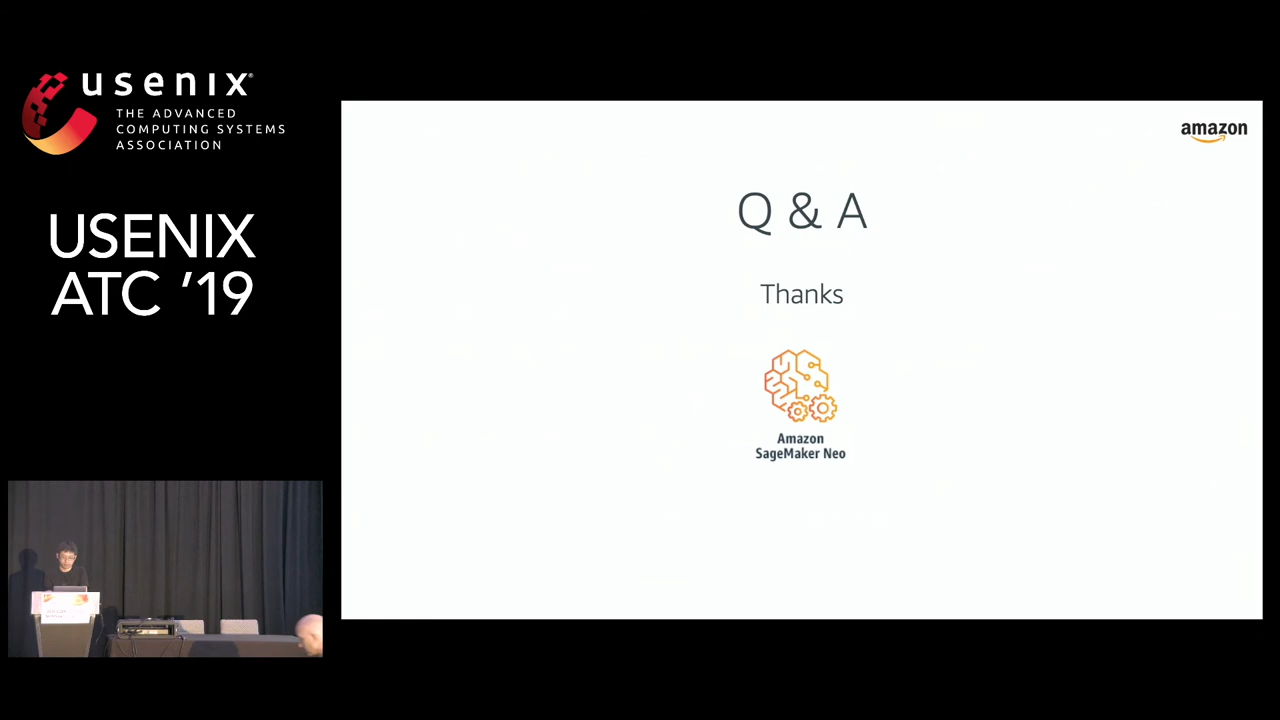 usenix
THE ADVANCED
COMPUTING SYSTEMS
ASSOCIATION
USENIX
ATC ’19
amazon
Q & A
Thanks
Amazon
SageMaker Neo